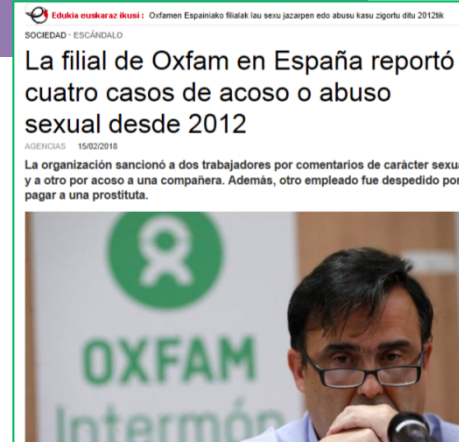 Edukia euskaraz ikusi : Oxfamen Espainiako filialak lau sexu jazarpen edo abusu kasu zigortu ditu 2012tik
SOCIEDAD · ESCÁNDALO
La filial de Oxfam en España reportó
cuatro casos de acoso o abuso
sexual desde 2012
AGENCIAS 15/02/2018
La organización sancionó a dos trabajadores por comentarios de carácter sexua
y a otro por acoso a una compañera. Además, otro empleado fue despedido por
pagar a una prostituta.
OXFAM
Intermón